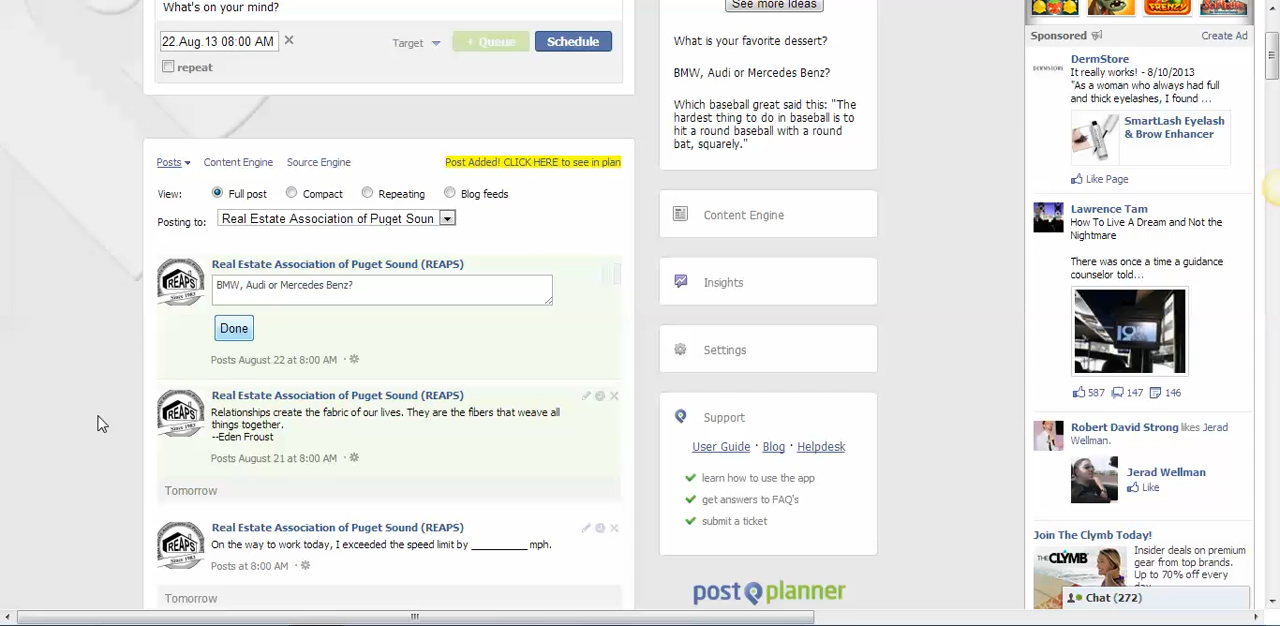 What's on your mind?
See more Ideas
22.Aug.13 08:00 AM
Target
+ Queue
Schedule
repeat
What is your favorite dessert?
BMW, Audi or Mercedes Benz?
Which baseball great said this: "The
hardest thing to do in baseball is to
hit a round baseball with a round
bat, squarely."
Posts
Content Engine
Source Engine
Post Added! CLICK HERE to see in plan
View:
Full post
Compact
Repeating
Blog feeds
Posting to:
Real Estate Association of Puget Soun
Real Estate Association of Puget Sound (REAPS)
BMW, Audi or Mercedes Benz?
Done
Posts August 22 at 8:00 AM ·
REAPS
Since 1983
Real Estate Association of Puget Sound (REAPS)
Relationships create the fabric of our lives. They are the fibers that weave all
things together.
--Eden Froust
Posts August 21 at 8:00 AM ·
REAPS
Tomorrow
Real Estate Association of Puget Sound (REAPS)
On the way to work today, I exceeded the speed limit by __________ mph.
Posts at 8:00 AM ·
REAPS
Tomorrow
Content Engine
Insights
Settings
Support
User Guide · Blog · Helpdesk
learn how to use the app
get answers to FAQ's
submit a ticket
post planner
FRENZY
Sponsored
Create Ad
DERMSTORE
DermStore
It really works! - 8/10/2013
"As a woman who always had full
and thick eyelashes, I found ...
SmartLash Eyelash
& Brow Enhancer
Like Page
Lawrence Tam
How To Live A Dream and Not the
Nightmare
There was once a time a guidance
counselor told...
587
147
146
Robert David Strong likes Jerad
Wellman.
Jerad Wellman
Like
Join The Clymb Today!
THE CLYMB
Insider deals on premium
gear from top brands.
Up to 70% off every
day.
Chat (272)